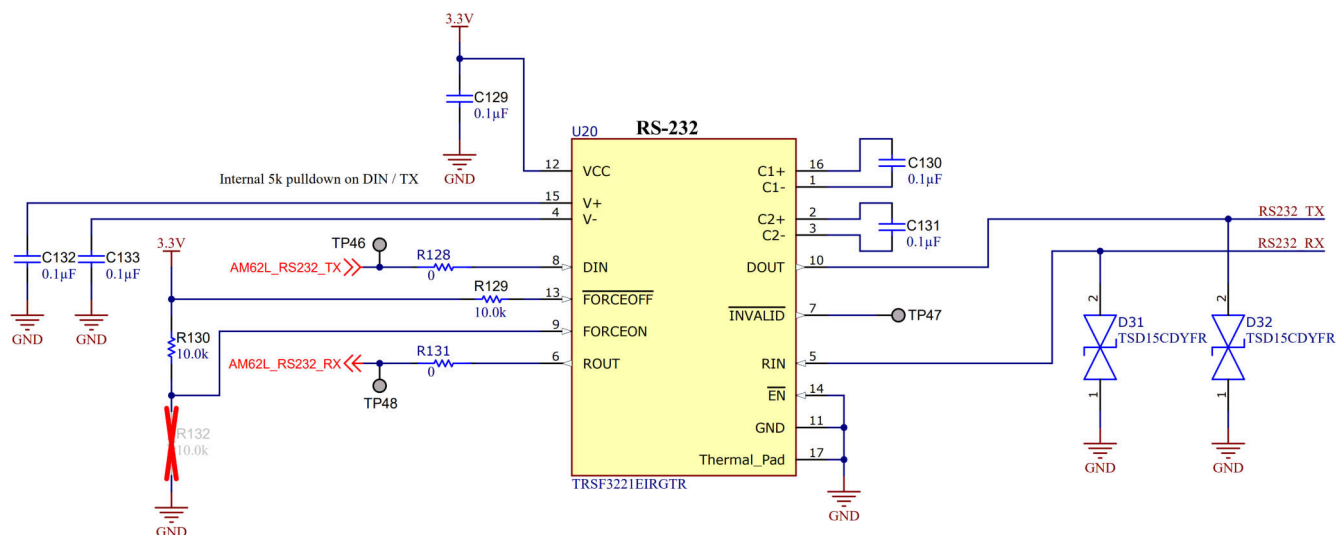 3.3V
C129
0.1µF
GND
U20
RS-232
12
VCC
15
V+
4
V-
8
DIN
13
FORCEOFF
9
FORCEON
6
ROUT
C1+
16
C1-
1
C2+
2
C2-
3
DOUT
10
INVALID
7
RIN
5
EN
14
GND
11
Thermal_Pad
17
TRSF3221EIRGTR
Internal 5k pulldown on DIN / TX
C132
0.1µF
GND
C133
0.1µF
GND
3.3V
TP46
AM62L_RS232_TX
R128
0
R129
10.0k
R130
10.0k
AM62L_RS232_RX
R131
0
TP48
R132
10.0k
GND
C130
0.1µF
C131
0.1µF
RS232_TX
RS232_RX
TP47
GND
2
D31
TSD15CDYFR
1
GND
2
D32
TSD15CDYFR
1
GND